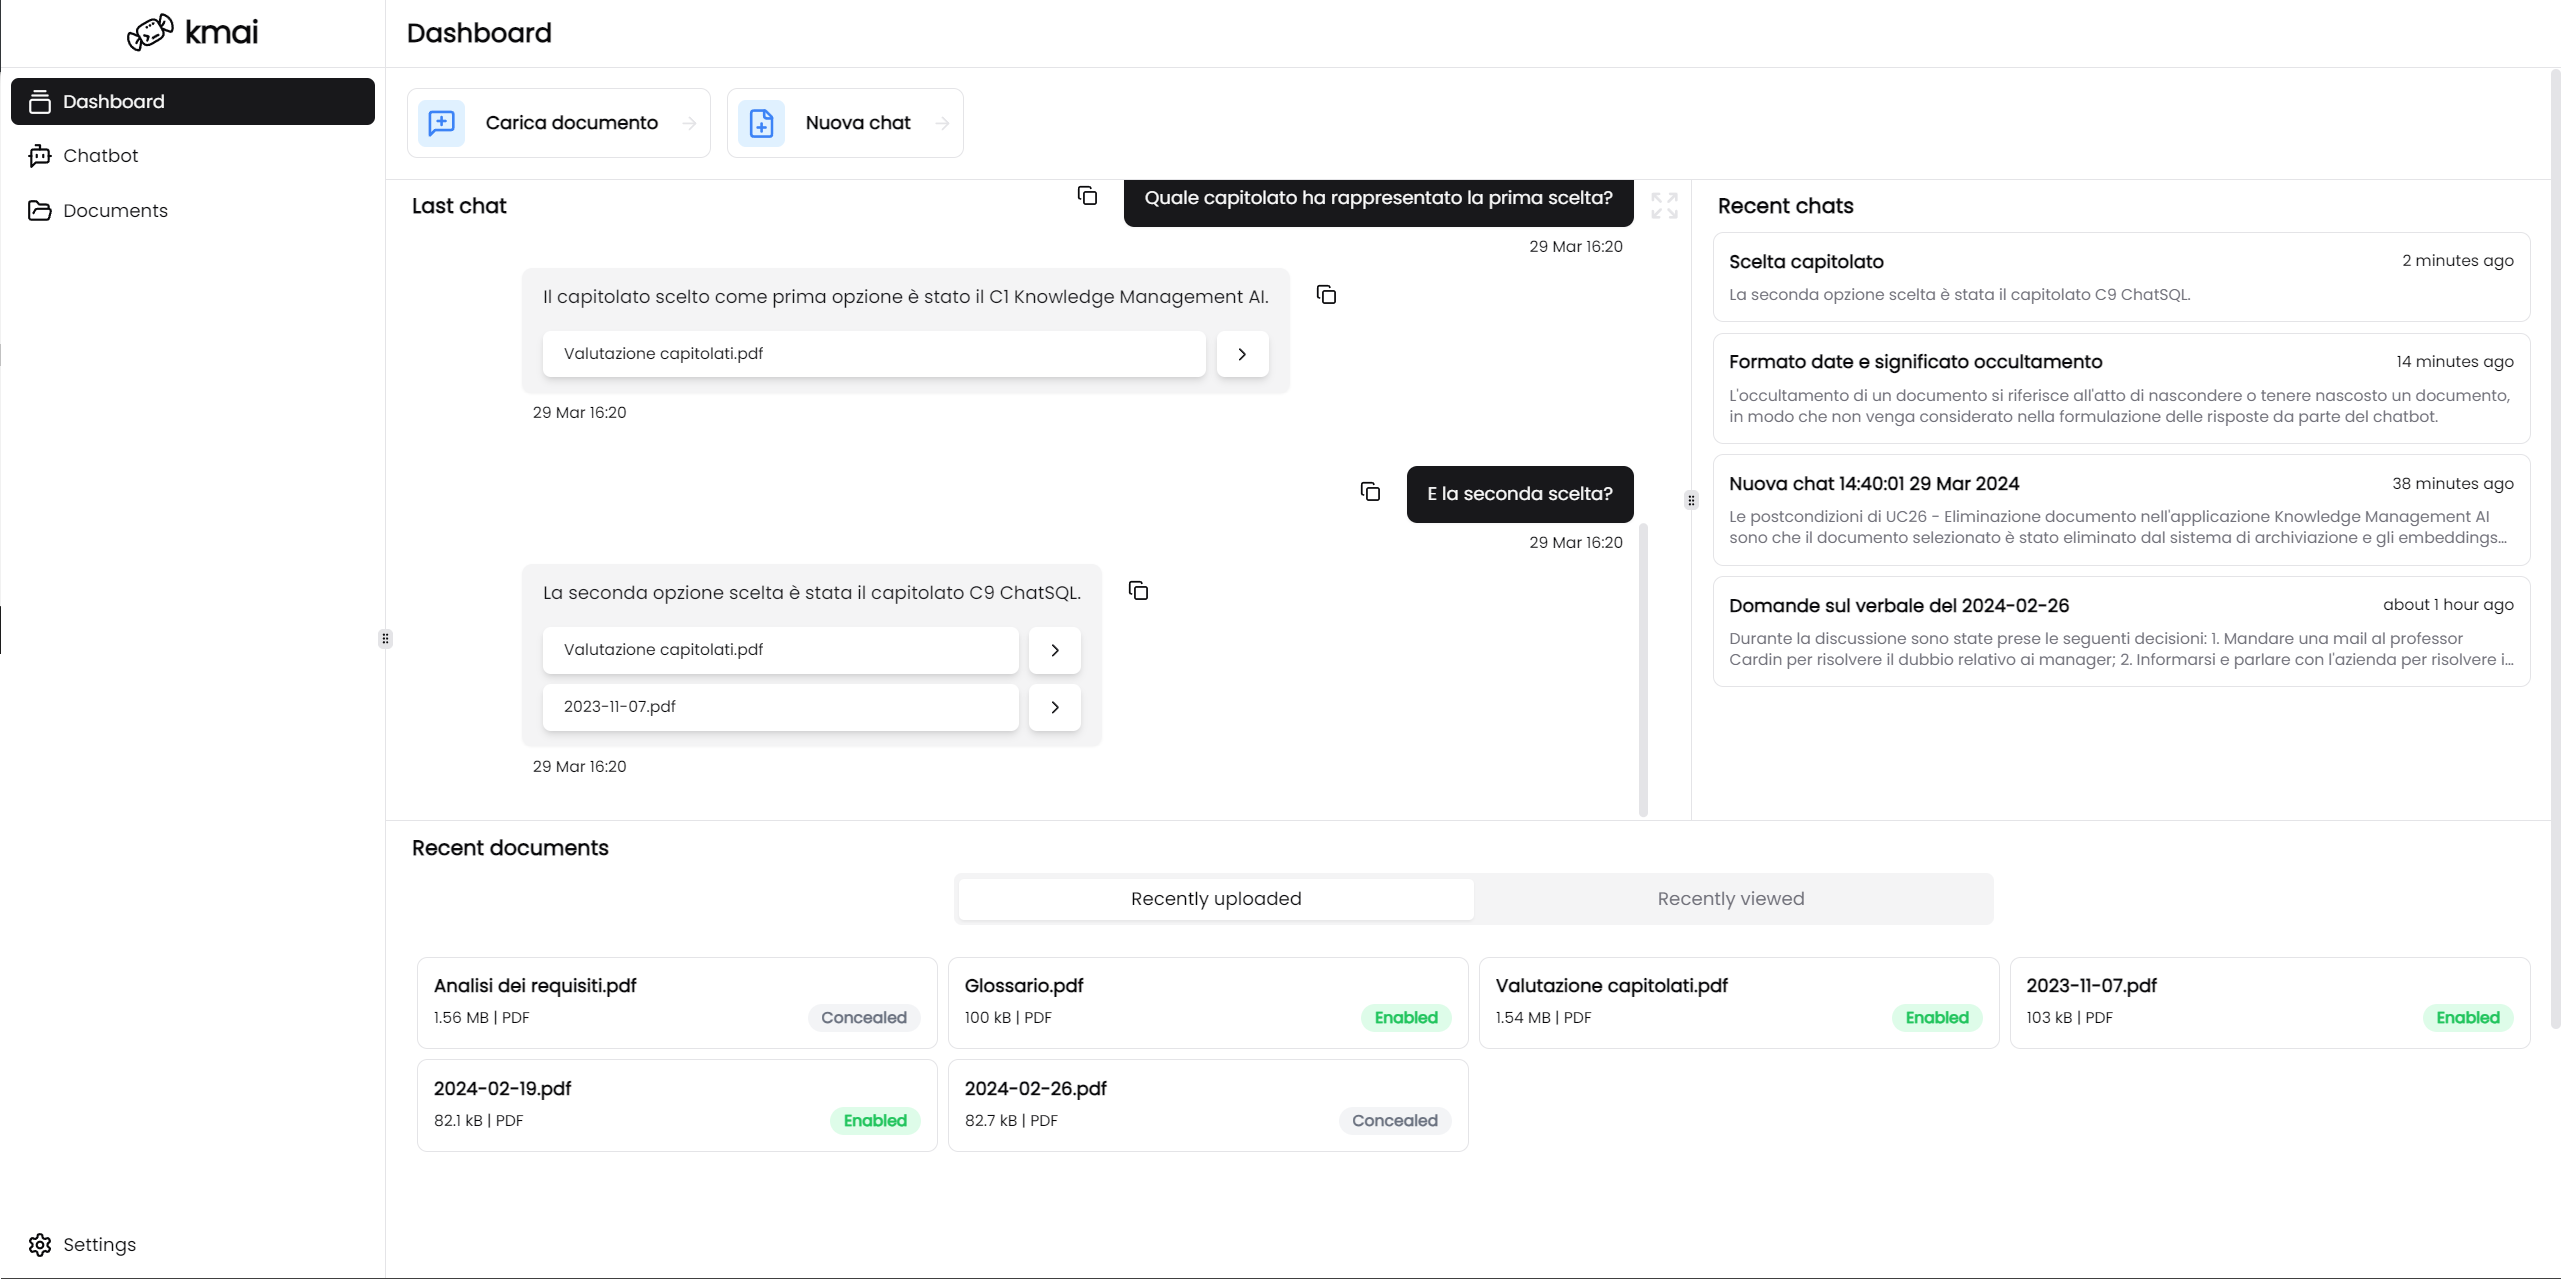 kmai
Dashboard
Chatbot
Documents
Settings
Dashboard
Carica documento
Nuova chat
Last chat
Quale capitolato ha rappresentato la prima scelta?
29 Mar 16:20
Il capitolato scelto come prima opzione è stato il C1 Knowledge Management AI.
Valutazione capitolati.pdf
29 Mar 16:20
E la seconda scelta?
29 Mar 16:20
La seconda opzione scelta è stata il capitolato C9 ChatSQL.
Valutazione capitolati.pdf
2023-11-07.pdf
29 Mar 16:20
Recent chats
Scelta capitolato 2 minutes ago
La seconda opzione scelta è stata il capitolato C9 ChatSQL.
Formato date e significato occultamento 14 minutes ago
L'occultamento di un documento si riferisce all'atto di nascondere o tenere nascosto un documento,
in modo che non venga considerato nella formulazione delle risposte da parte del chatbot.
Nuova chat 14:40:01 29 Mar 2024 38 minutes ago
Le postcondizioni di UC26 - Eliminazione documento nell'applicazione Knowledge Management AI
sono che il documento selezionato è stato eliminato dal sistema di archiviazione e gli embeddings...
Domande sul verbale del 2024-02-26 about 1 hour ago
Durante la discussione sono state prese le seguenti decisioni: 1. Mandare una mail al professor
Cardin per risolvere il dubbio relativo ai manager; 2. Informarsi e parlare con l'azienda per risolvere i...
Recent documents
Recently uploaded Recently viewed
Analisi dei requisiti.pdf
1.56 MB | PDF Concealed
Glossario.pdf
100 kB | PDF Enabled
Valutazione capitolati.pdf
1.54 MB | PDF Enabled
2023-11-07.pdf
103 kB | PDF Enabled
2024-02-19.pdf
82.1 kB | PDF Enabled
2024-02-26.pdf
82.7 kB | PDF Concealed